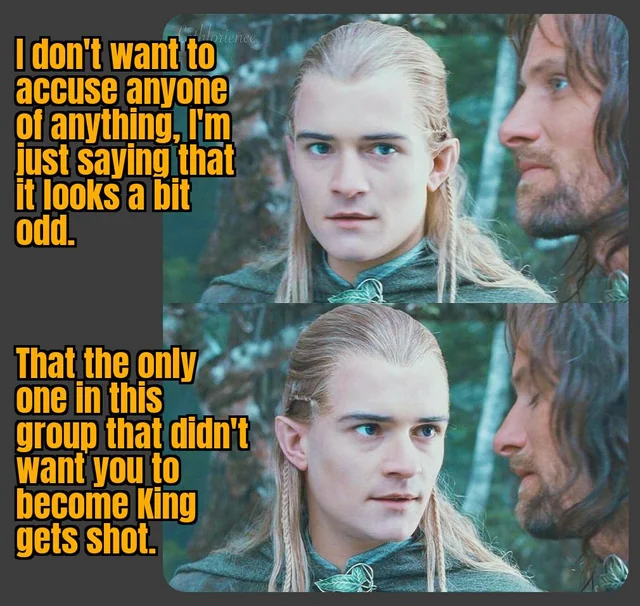 I don't want to
accuse anyone
of anything, I'm
just saying that
it looks a bit
odd.
That the only
one in this
group that didn't
want you to
become King
gets shot.